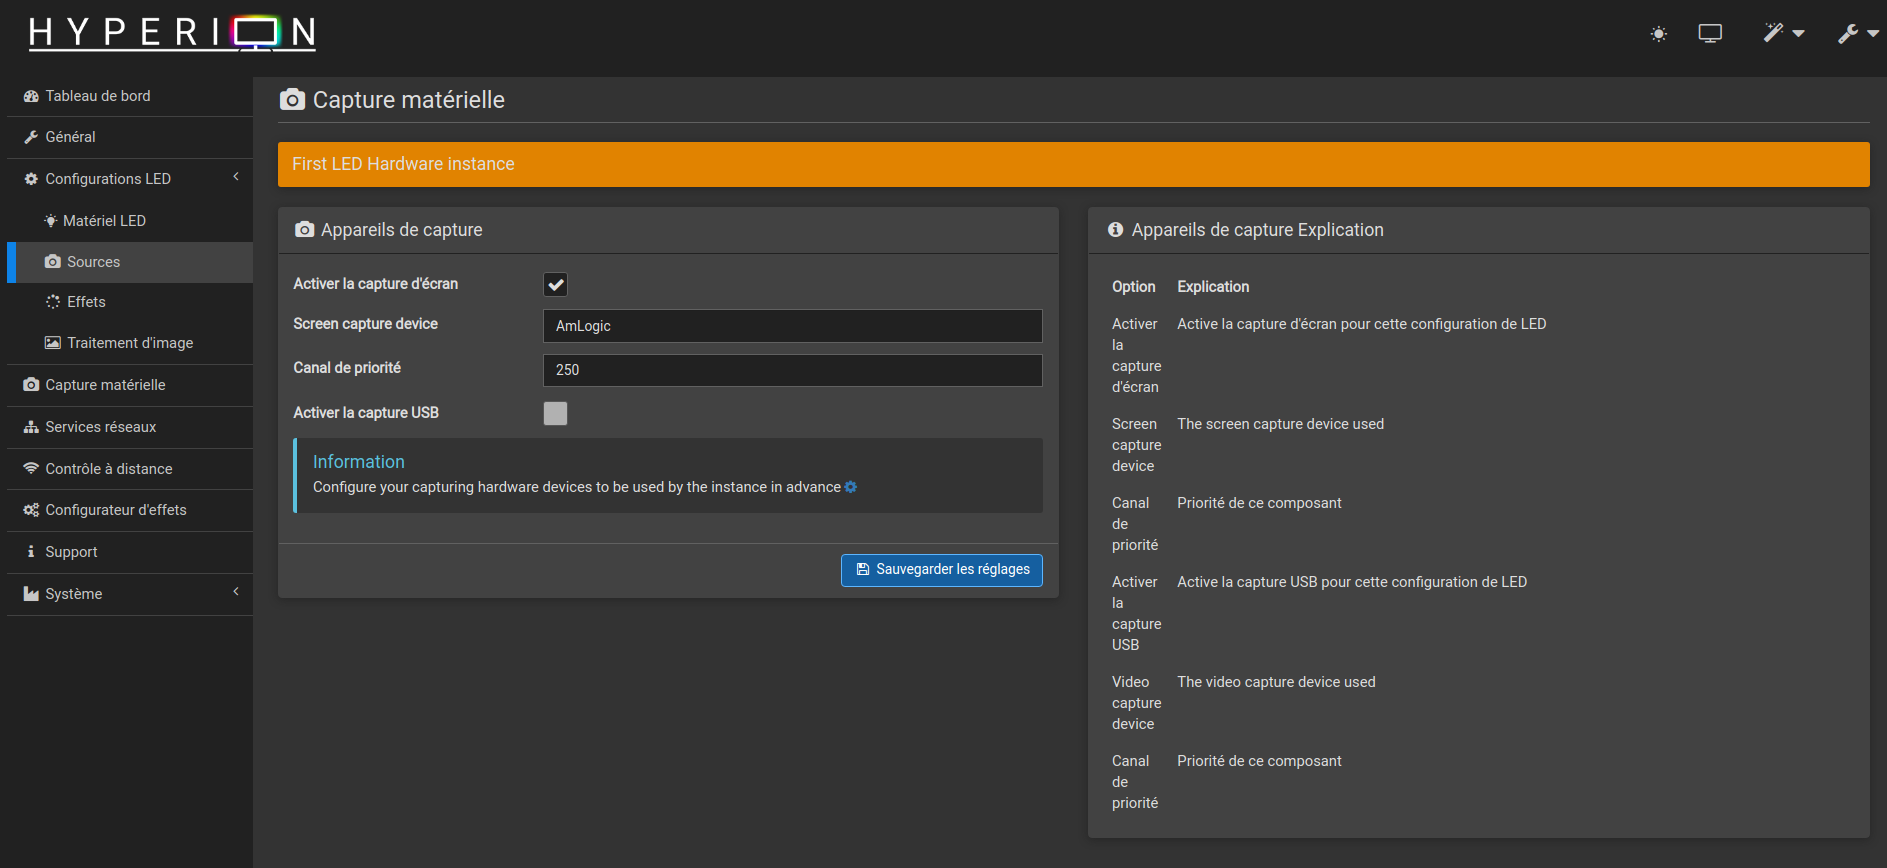 HYPERION
Tableau de bord
Général
Configurations LED
Matériel LED
Sources
Effets
Traitement d'image
Capture matérielle
Services réseaux
Contrôle à distance
Configurateur d'effets
Support
Système
Capture matérielle
First LED Hardware instance
Appareils de capture
Activer la capture d'écran
Screen capture device
AmLogic
Canal de priorité
250
Activer la capture USB
Information
Configure your capturing hardware devices to be used by the instance in advance
Sauvegarder les réglages
Appareils de capture Explication
Option Explication
Activer
la
capture
d'écran
Active la capture d'écran pour cette configuration de LED
Screen
capture
device
The screen capture device used
Canal
de
priorité
Priorité de ce composant
Activer
la
capture
USB
Active la capture USB pour cette configuration de LED
Video
capture
device
The video capture device used
Canal
de
priorité
Priorité de ce composant